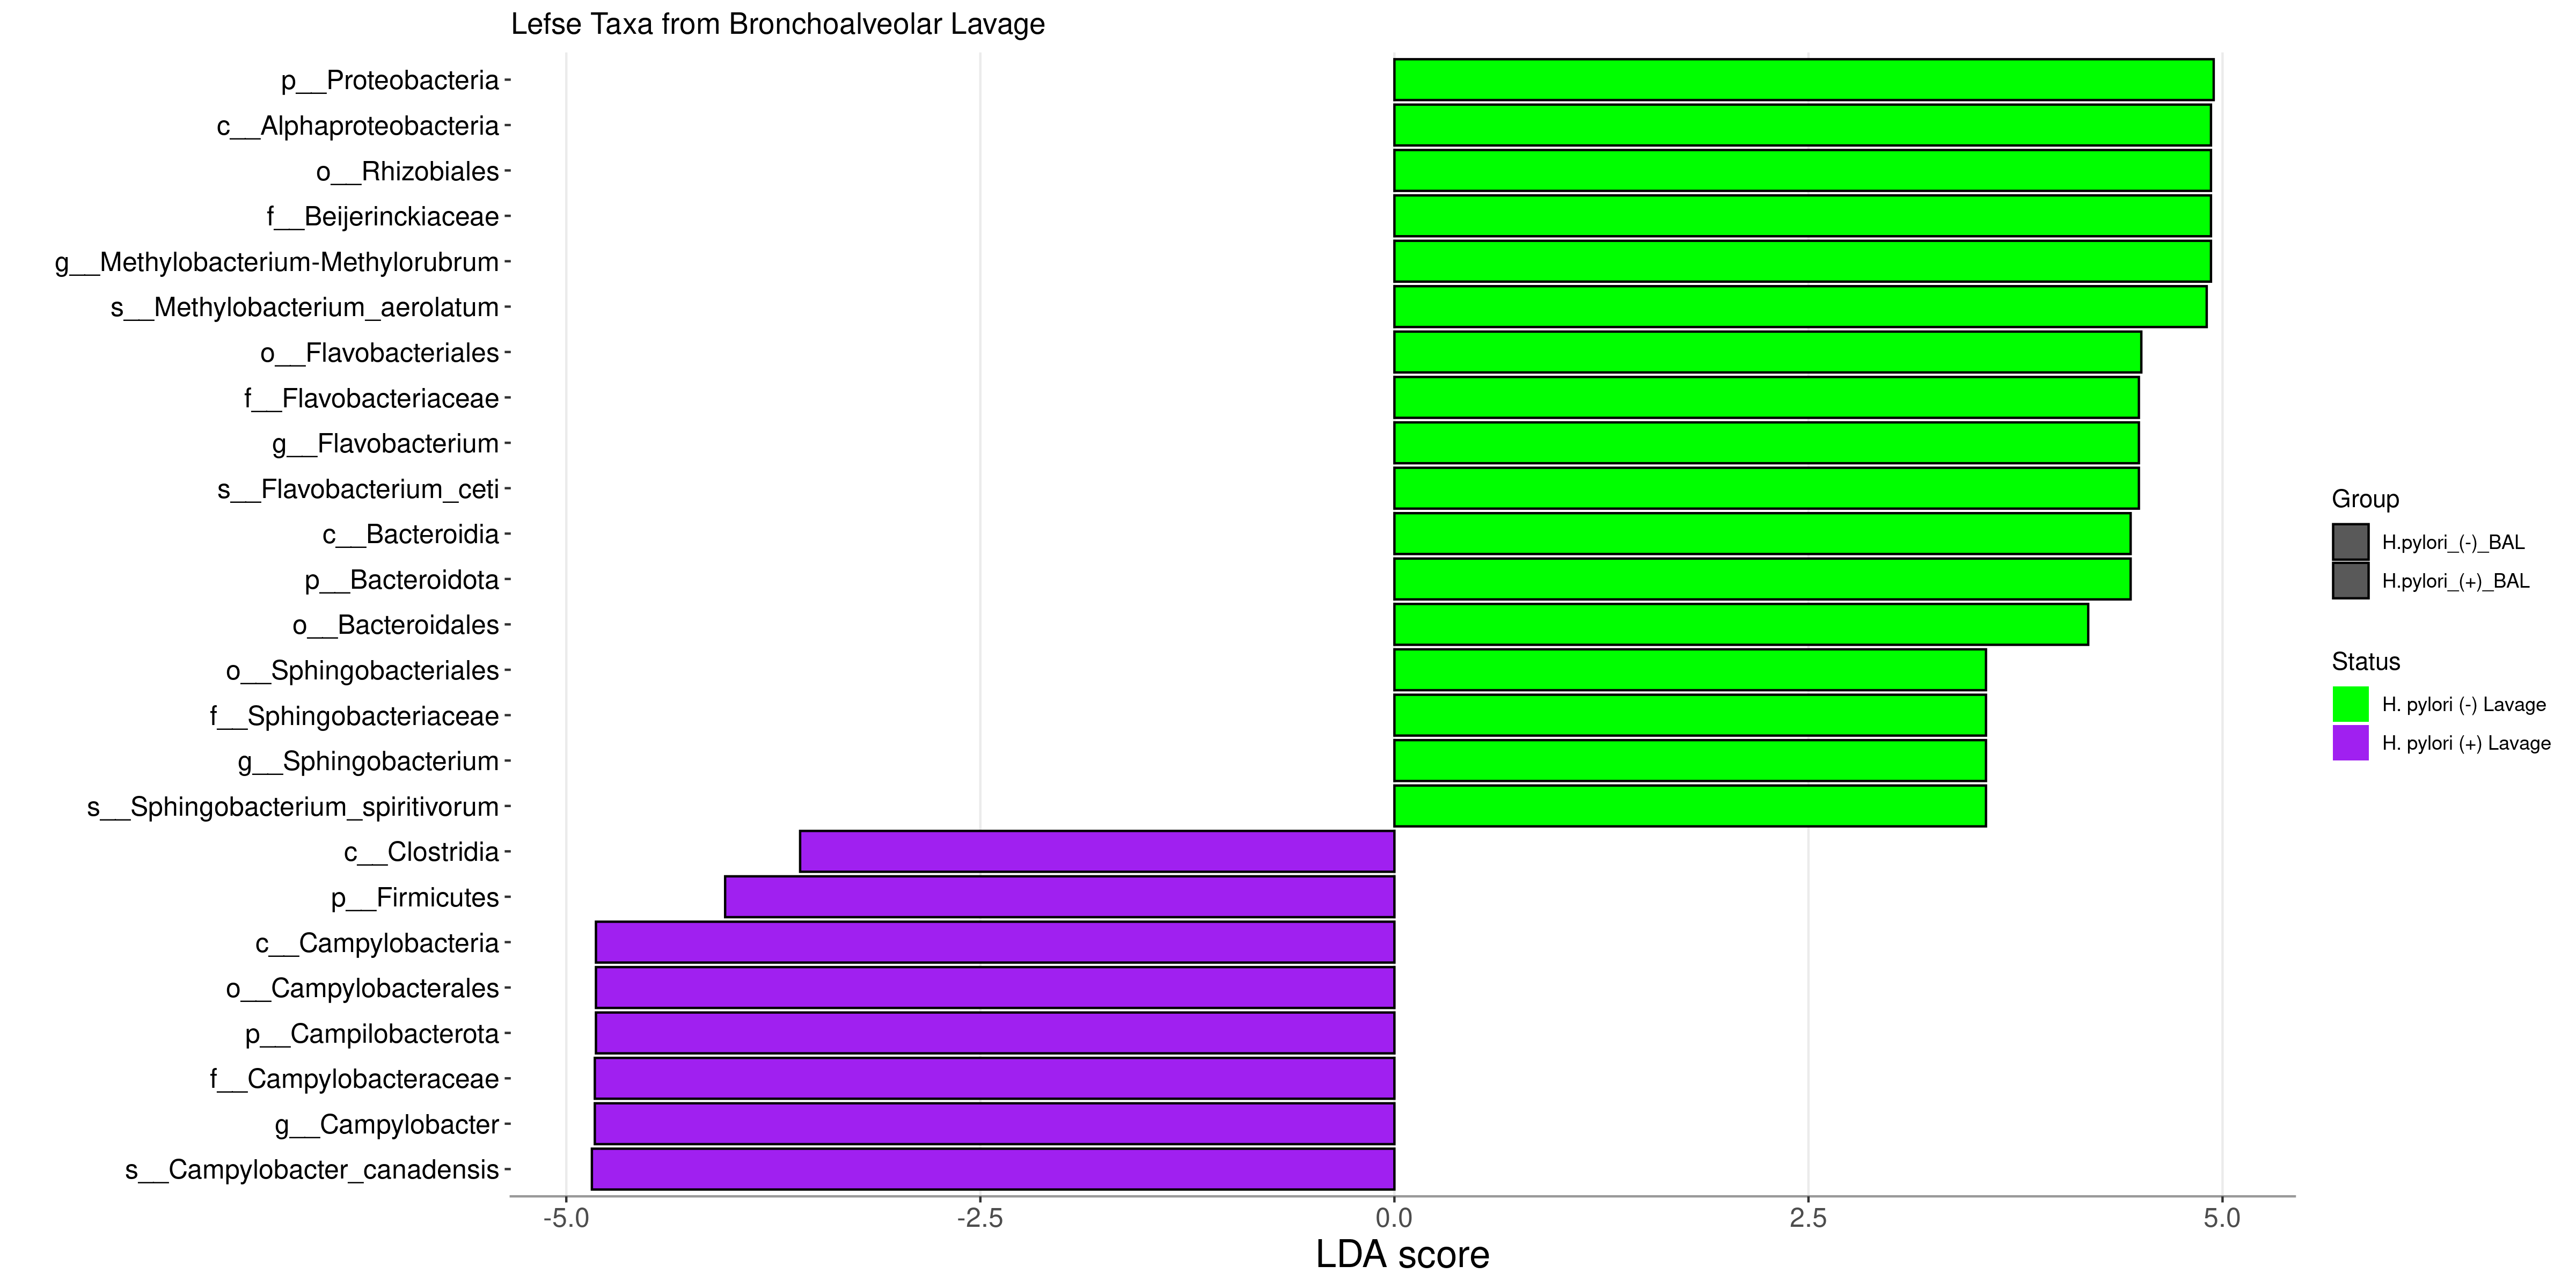 Lefse Taxa from Bronchoalveolar Lavage
p__Proteobacteria
c__Alphaproteobacteria
o__Rhizobiales
f__Beijerinckiaceae
g__Methylobacterium-Methylorubrum
s__Methylobacterium_aerolatum
o__Flavobacteriales
f__Flavobacteriaceae
g__Flavobacterium
s__Flavobacterium_ceti
c__Bacteroidia
p__Bacteroidota
o__Bacteroidales
o__Sphingobacteriales
f__Sphingobacteriaceae
g__Sphingobacterium
s__Sphingobacterium_spiritivorum
c__Clostridia
p__Firmicutes
c__Campylobacteria
o__Campylobacterales
p__Campilobacterota
f__Campylobacteraceae
g__Campylobacter
s__Campylobacter_canadensis
-5.0 -2.5 0.0 2.5 5.0
LDA score
Group
H.pylori_(-)_BAL
H.pylori_(+)_BAL
Status
H. pylori (-) Lavage
H. pylori (+) Lavage